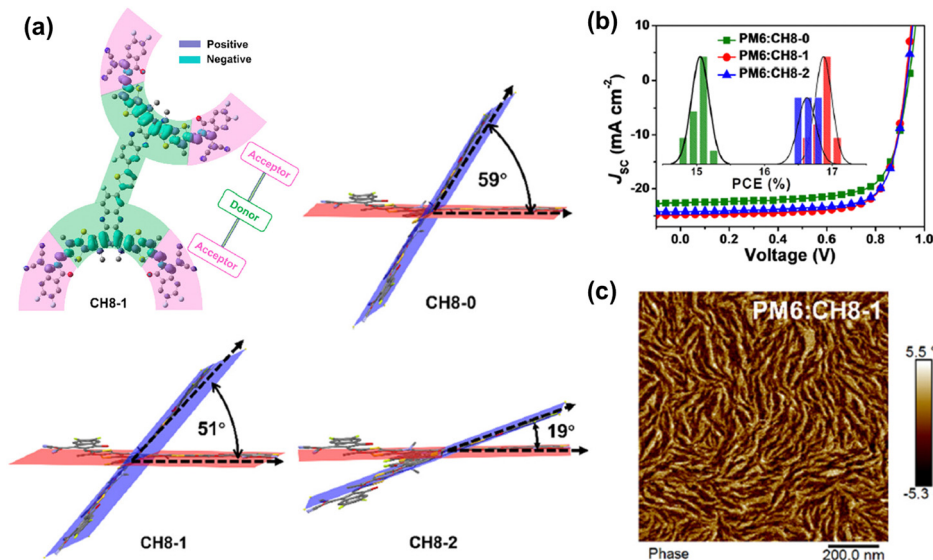 (a)
Positive
Negative
Acceptor
Donor
Acceptor
CH8-1
59°
CH8-0
51°
CH8-1
19°
CH8-2
(b)
PM6:CH8-0
PM6:CH8-1
PM6:CH8-2
J_SC (mA cm⁻²)
10
0
-10
-20
15 16 17
PCE (%)
0.0 0.2 0.4 0.6 0.8 1.0
Voltage (V)
(c)
PM6:CH8-1
5.5 °
-5.3
Phase
200.0 nm